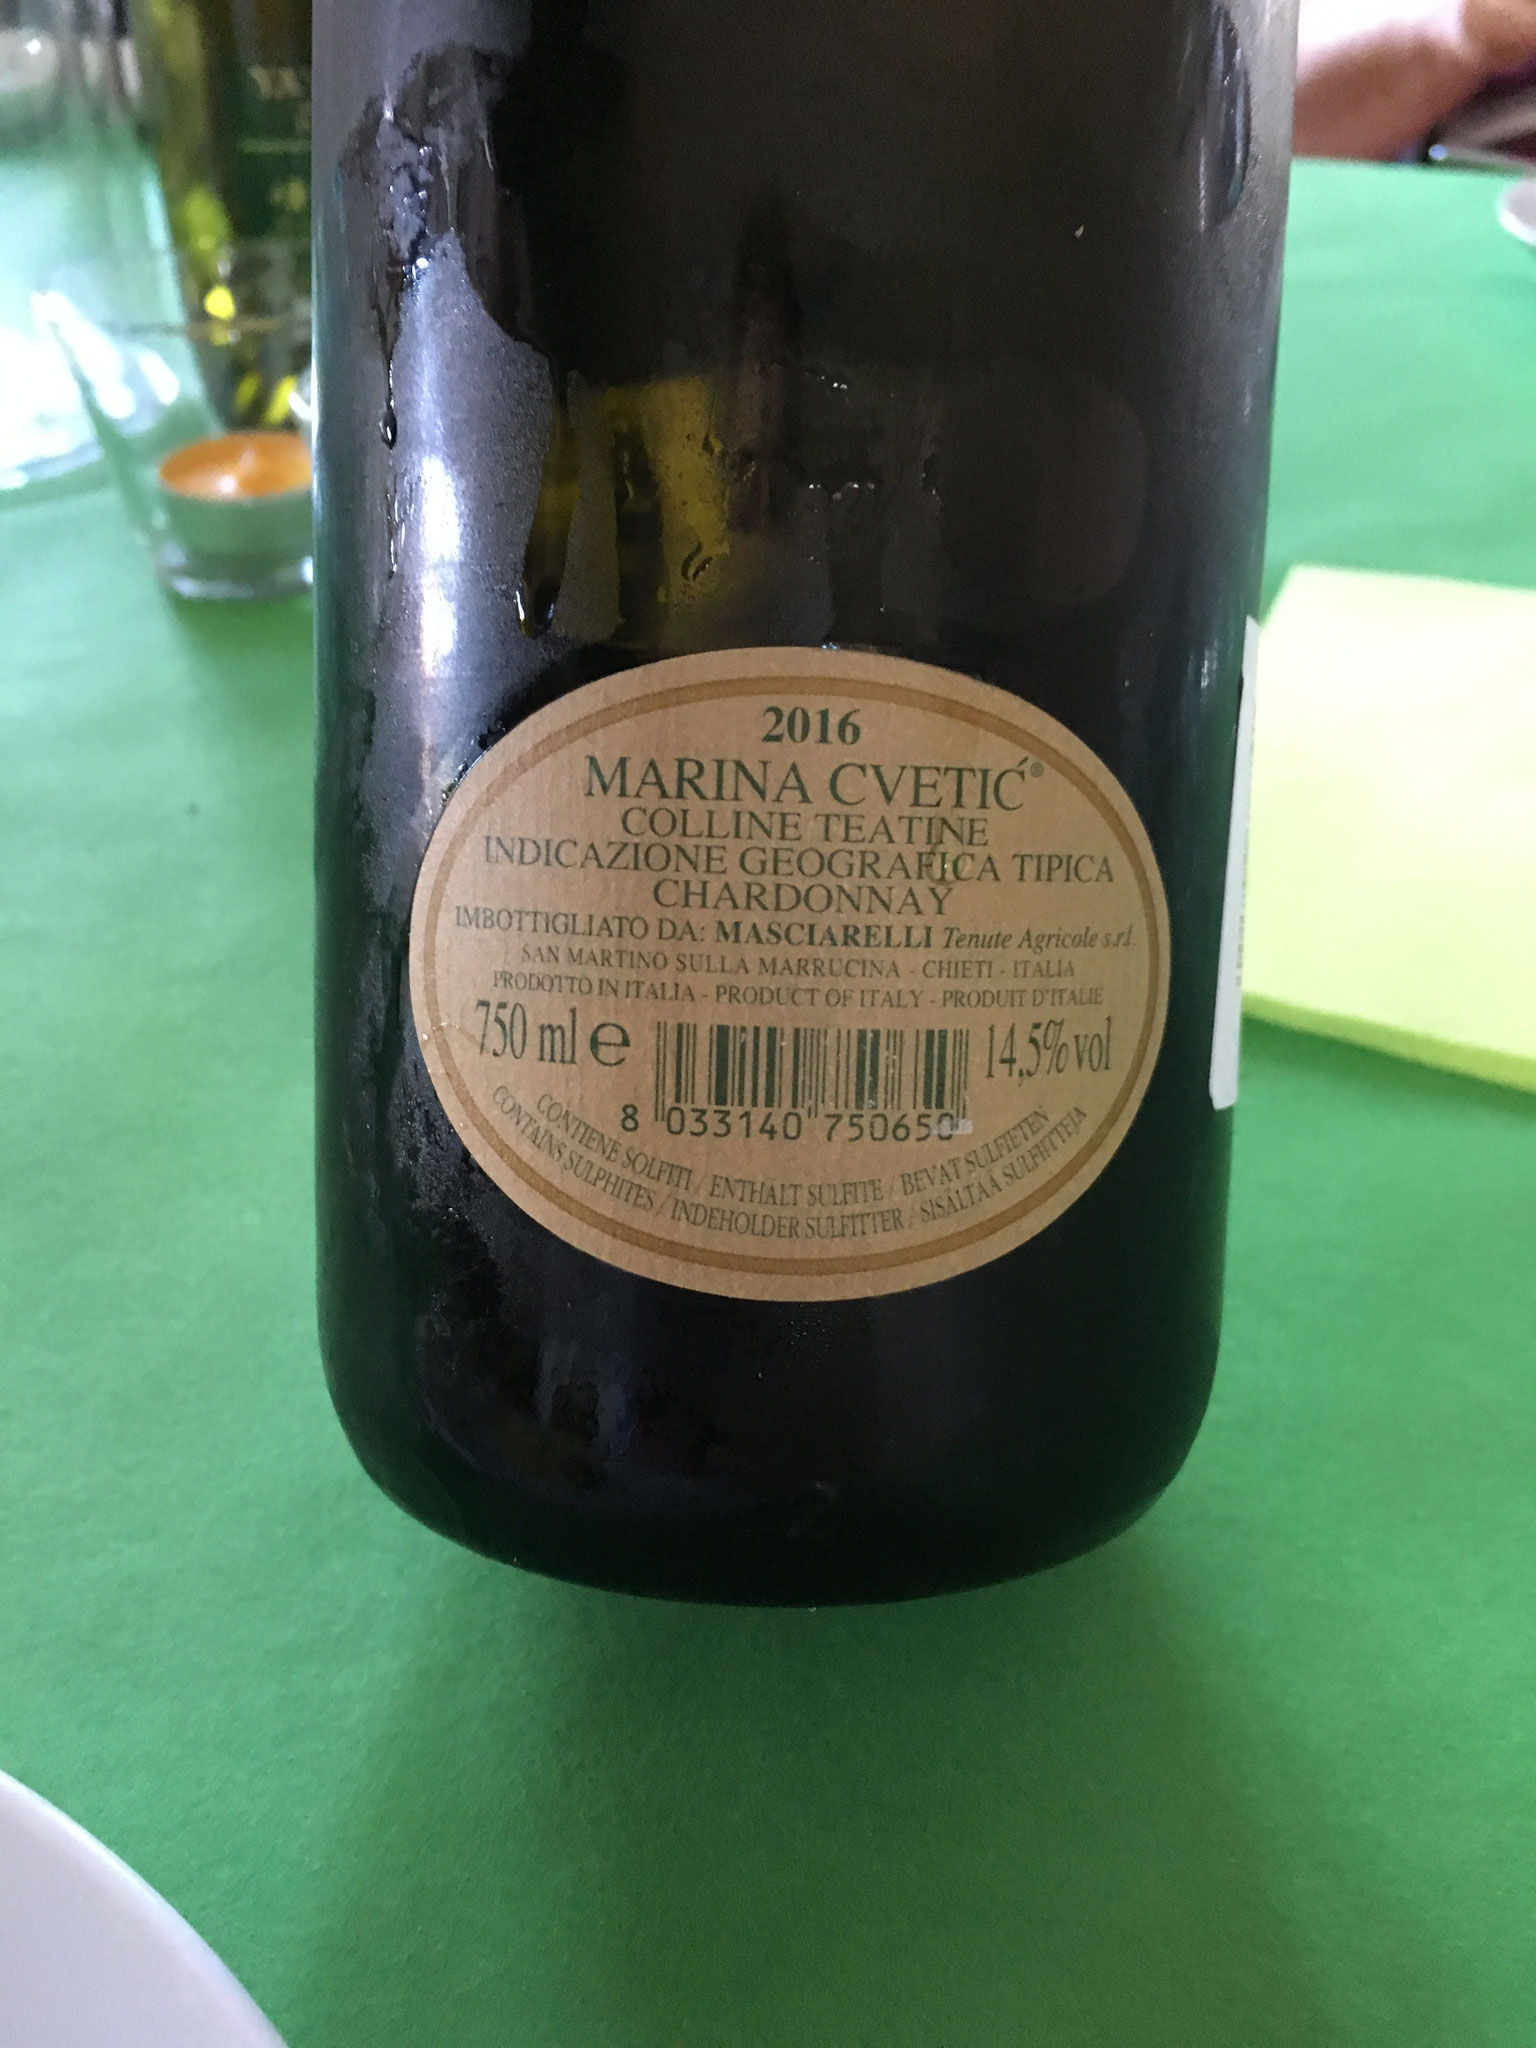 2016
MARINA CVETIĆ®
COLLINE TEATINE
INDICAZIONE GEOGRAFICA TIPICA
CHARDONNAY
IMBOTTIGLIATO DA: MASCIARELLI Tenute Agricole s.r.l.
SAN MARTINO SULLA MARRUCINA - CHIETI - ITALIA
PRODOTTO IN ITALIA - PRODUCT OF ITALY - PRODUIT D'ITALIE
750 ml e 14,5% vol
8 033140 750650
CONTIENE SOLFITI / ENTHÄLT SULFITE / BEVAT SULFIETEN
CONTAINS SULPHITES / INDEHOLDER SULFITTER / SISÄLTÄÄ SULFIITTEJA